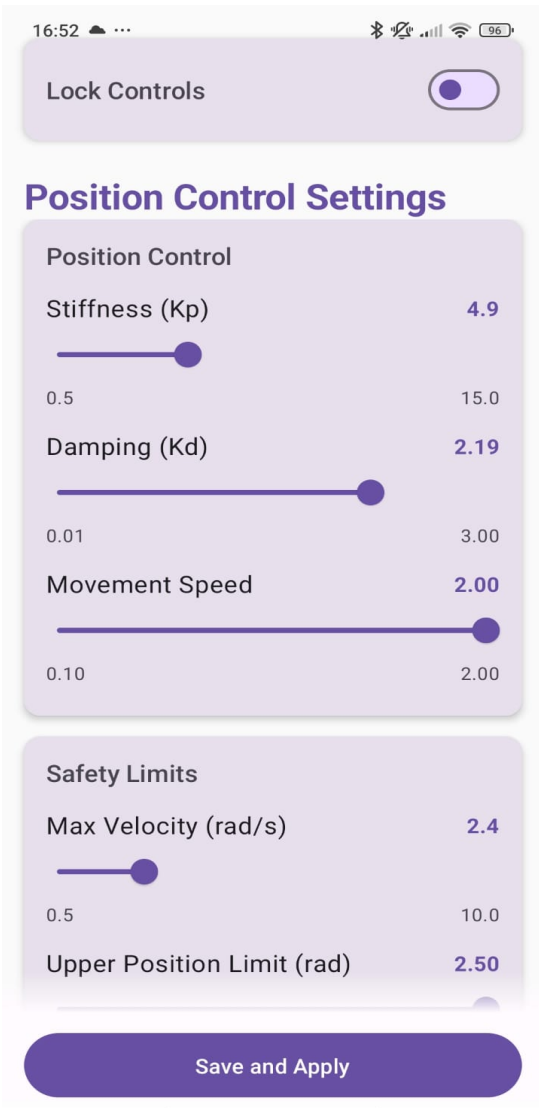 16:52 ...
96
Lock Controls
Position Control Settings
Position Control
Stiffness (Kp) 4.9
0.5 15.0
Damping (Kd) 2.19
0.01 3.00
Movement Speed 2.00
0.10 2.00
Safety Limits
Max Velocity (rad/s) 2.4
0.5 10.0
Upper Position Limit (rad) 2.50
Save and Apply